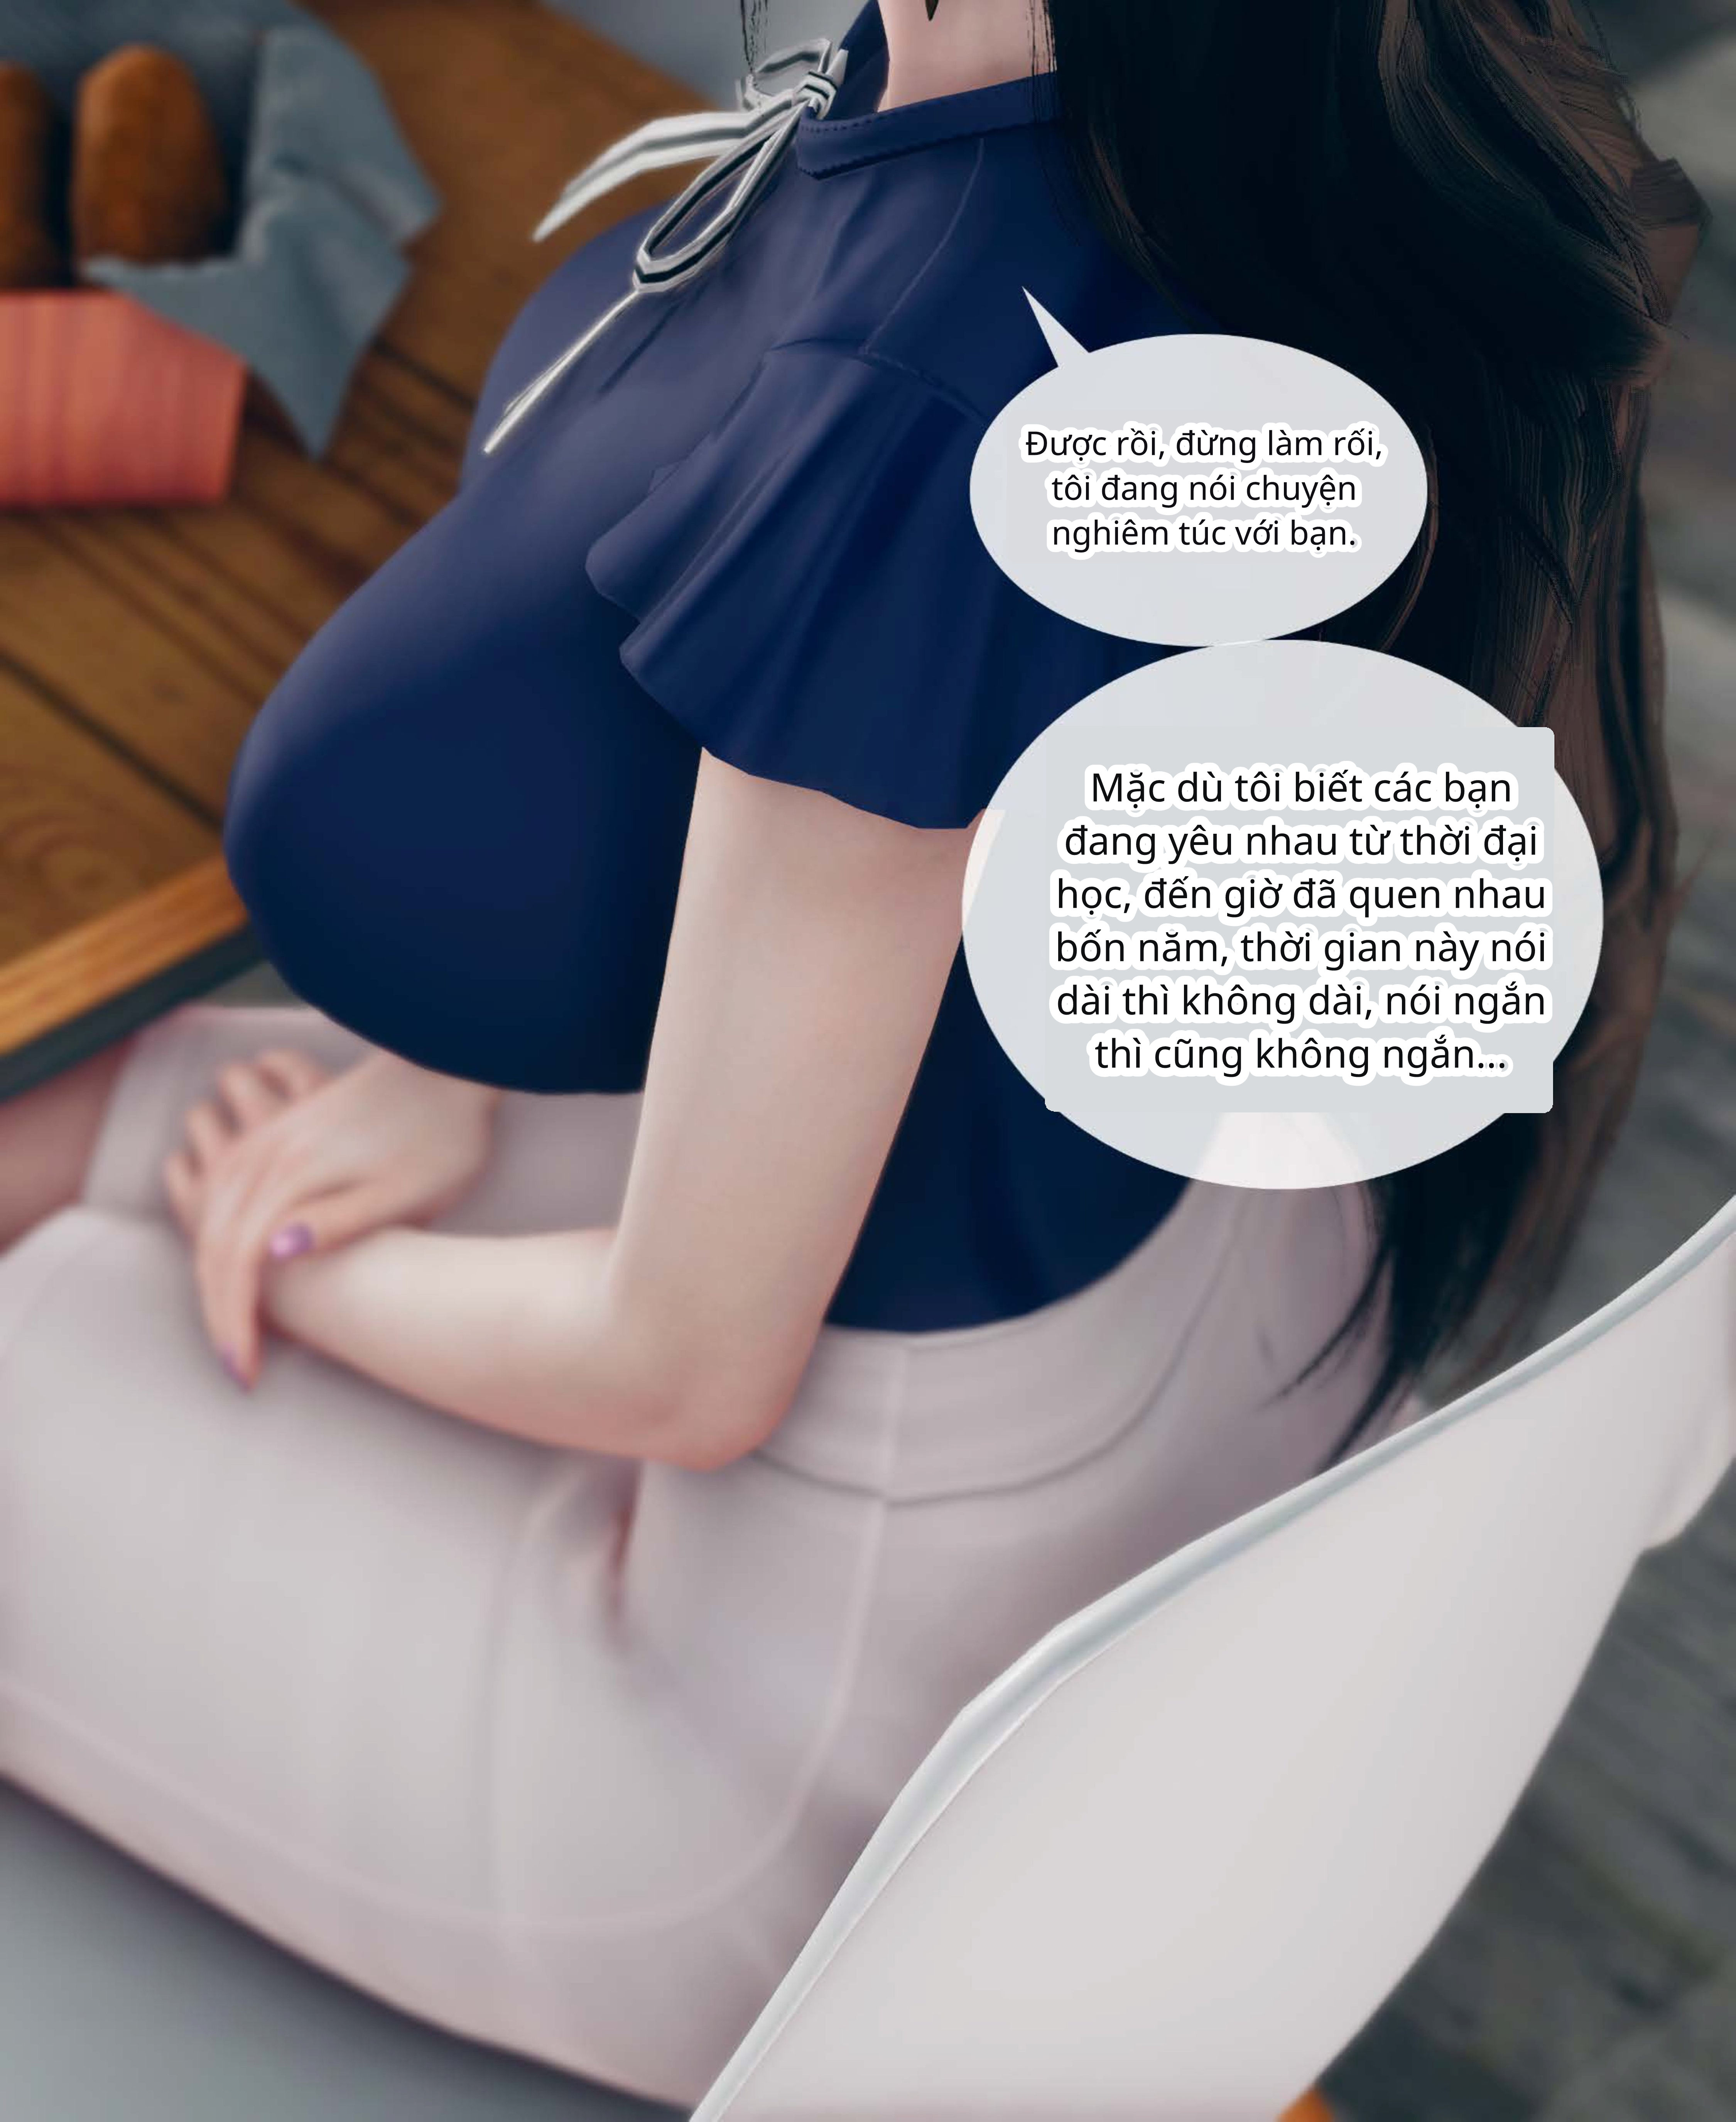 Được rồi, đừng làm rối,
tôi đang nói chuyện
nghiêm túc với bạn.
Mặc dù tôi biết các bạn
đang yêu nhau từ thời đại
học, đến giờ đã quen nhau
bốn năm, thời gian này nói
dài thì không dài, nói ngắn
thì cũng không ngắn...